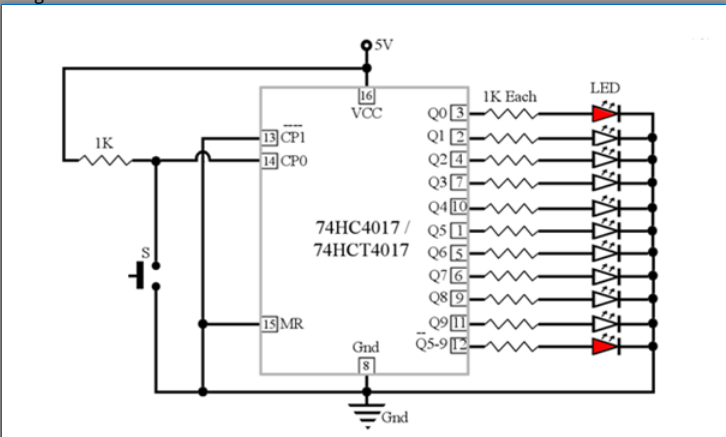 5V
16
VCC
1K Each
LED
1K
13 CP1
14 CP0
Q0 3
Q1 2
Q2 4
Q3 7
Q4 10
74HC4017 /
74HCT4017
Q5 1
Q6 5
Q7 6
Q8 9
Q9 11
Q5-9 12
S
15 MR
Gnd
8
Gnd